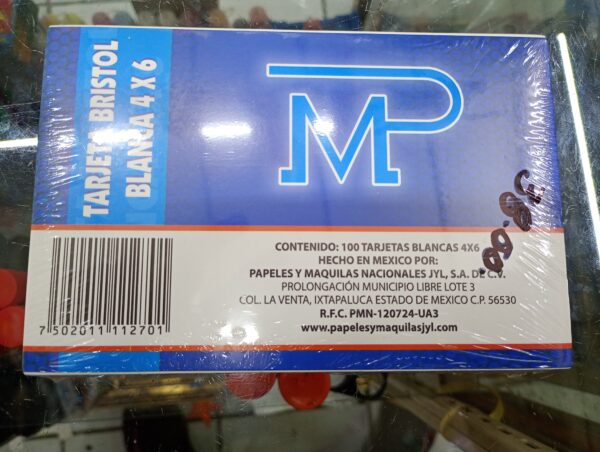 TARJETA BRISTOL
BLANCA 4 X 6
MP
CONTENIDO: 100 TARJETAS BLANCAS 4X6
HECHO EN MEXICO POR:
PAPELES Y MAQUILAS NACIONALES JYL, S.A. DE C.V.
PROLONGACIÓN MUNICIPIO LIBRE LOTE 3
COL. LA VENTA, IXTAPALUCA ESTADO DE MEXICO C.P. 56530
R.F.C. PMN-120724-UA3
www.papelesymaquilasjyl.com
7 502011 112701